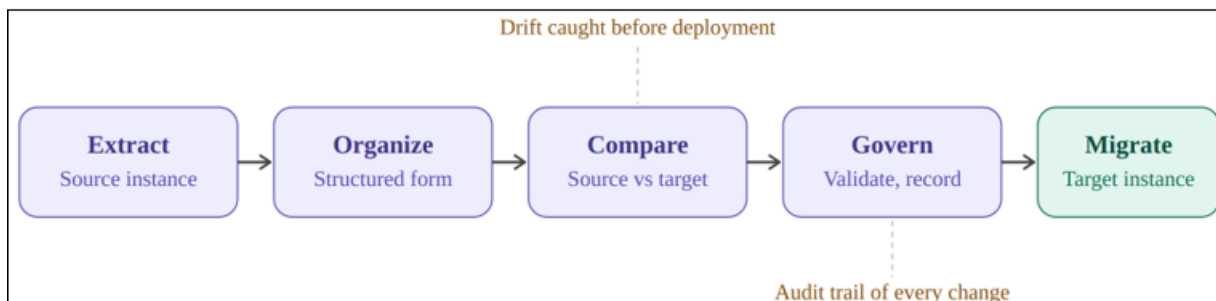 Drift caught before deployment
Extract
Source instance
Organize
Structured form
Compare
Source vs target
Govern
Validate, record
Migrate
Target instance
Audit trail of every change